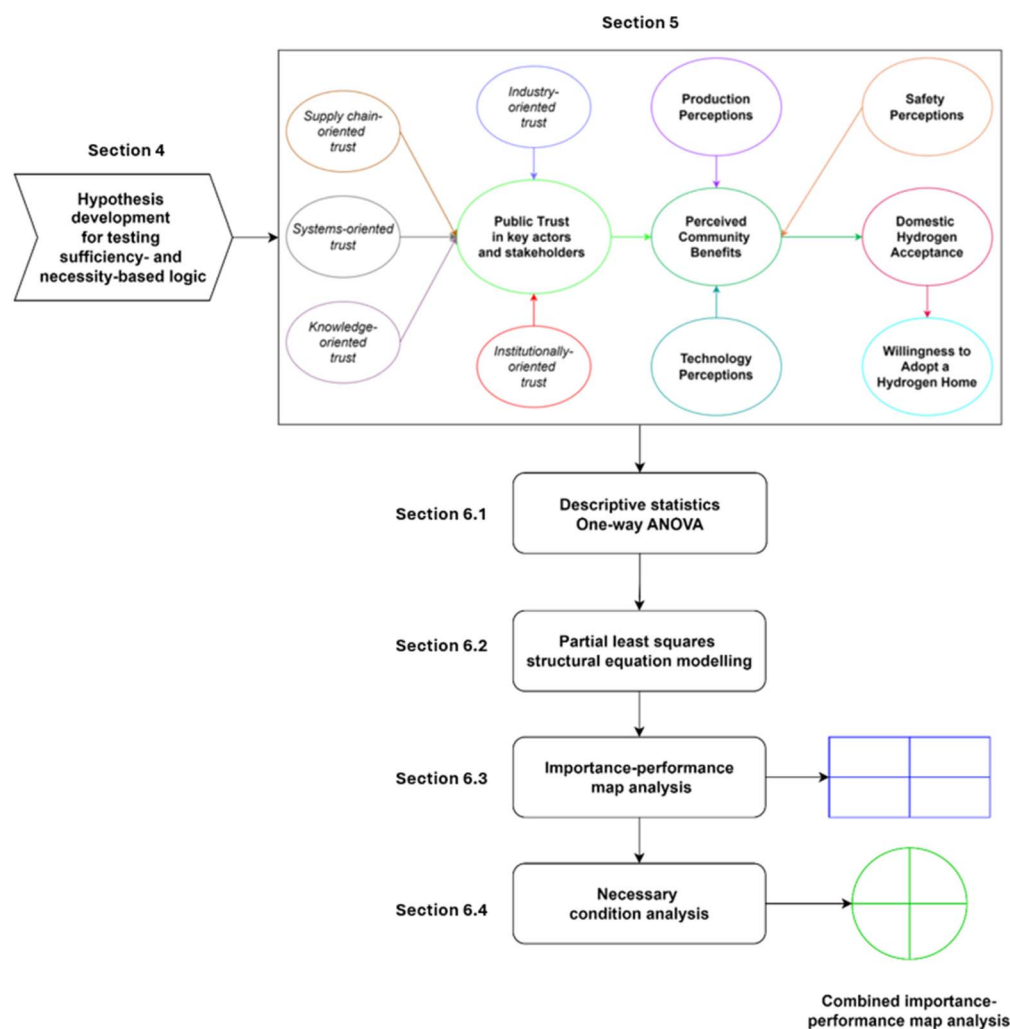 Section 5
Section 4
Hypothesis
development
for testing
sufficiency- and
necessity-based logic
Supply chain-
oriented
trust
Industry-
oriented
trust
Production
Perceptions
Safety
Perceptions
Systems-oriented
trust
Public Trust
in key actors
and stakeholders
Perceived
Community
Benefits
Domestic
Hydrogen
Acceptance
Knowledge-
oriented
trust
Institutionally-
oriented
trust
Technology
Perceptions
Willingness to
Adopt a
Hydrogen Home
Section 6.1
Descriptive statistics
One-way ANOVA
Section 6.2
Partial least squares
structural equation modelling
Section 6.3
Importance-performance
map analysis
Section 6.4
Necessary
condition analysis
Combined importance-
performance map analysis